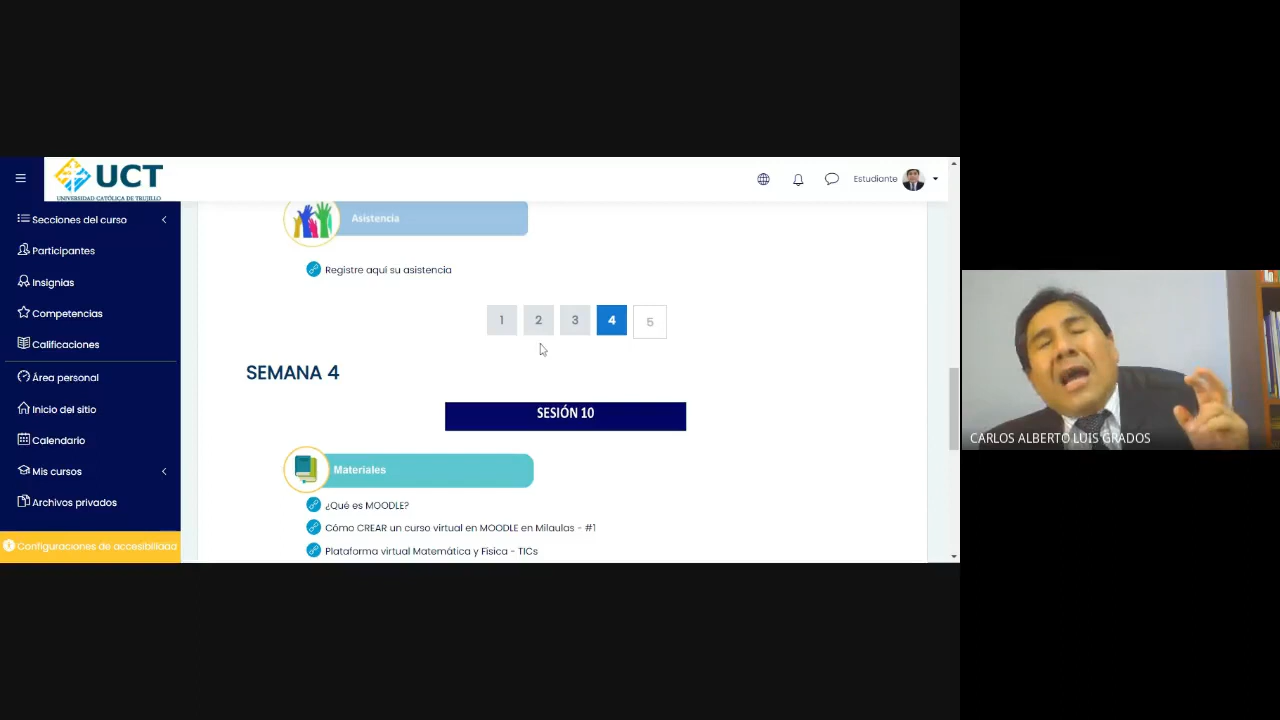 UCT
UNIVERSIDAD CATÓLICA DE TRUJILLO
Estudiante
Secciones del curso
Participantes
Insignias
Competencias
Calificaciones
Área personal
Inicio del sitio
Calendario
Mis cursos
Archivos privados
Configuraciones de accesibilidad
Asistencia
Registre aquí su asistencia
1 2 3 4 5
SEMANA 4
SESIÓN 10
Materiales
¿Qué es MOODLE?
Cómo CREAR un curso virtual en MOODLE en Milaulas - #1
Plataforma virtual Matemática y Física - TICs
CARLOS ALBERTO LUIS GRADOS